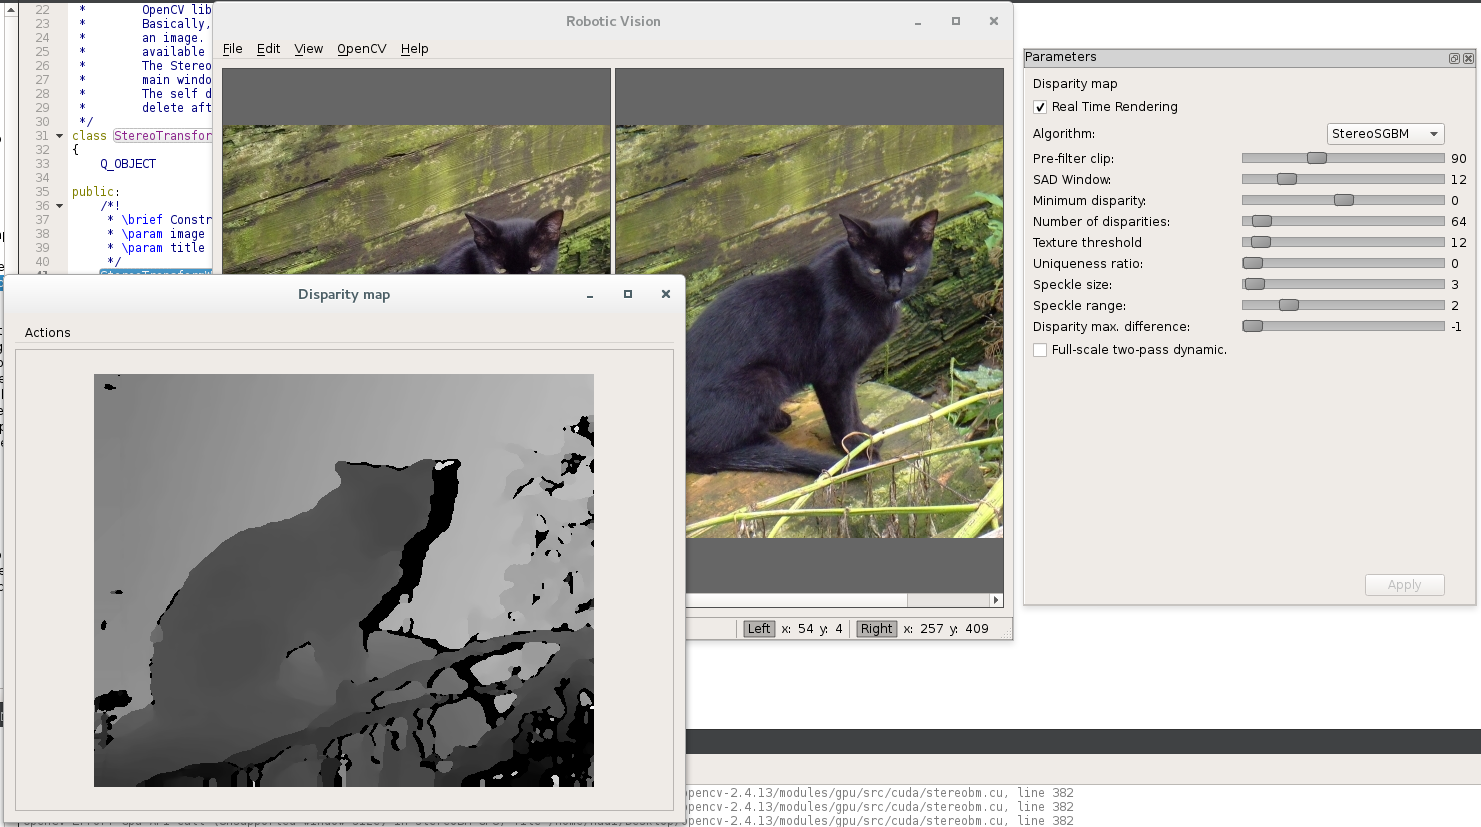 22 * OpenCV lib
23 * Basically,
24 * an image.
25 * available
26 * The Stereo
27 * main windo
28 * The self d
29 * delete aft
30 */
31 class StereoTransfor
32 {
33 Q_OBJECT
34
35 public:
36 /*!
37 * \brief Constr
38 * \param image
39 * \param title
40 */
Robotic Vision
File Edit View OpenCV Help
Left x: 54 y: 4 Right x: 257 y: 409
Disparity map
Actions
Parameters
Disparity map
Real Time Rendering
Algorithm: StereoSGBM
Pre-filter clip: 90
SAD Window: 12
Minimum disparity: 0
Number of disparities: 64
Texture threshold 12
Uniqueness ratio: 0
Speckle size: 3
Speckle range: 2
Disparity max. difference: -1
Full-scale two-pass dynamic.
Apply
opencv-2.4.13/modules/gpu/src/cuda/stereobm.cu, line 382
opencv-2.4.13/modules/gpu/src/cuda/stereobm.cu, line 382
opencv-2.4.13/modules/gpu/src/cuda/stereobm.cu, line 382